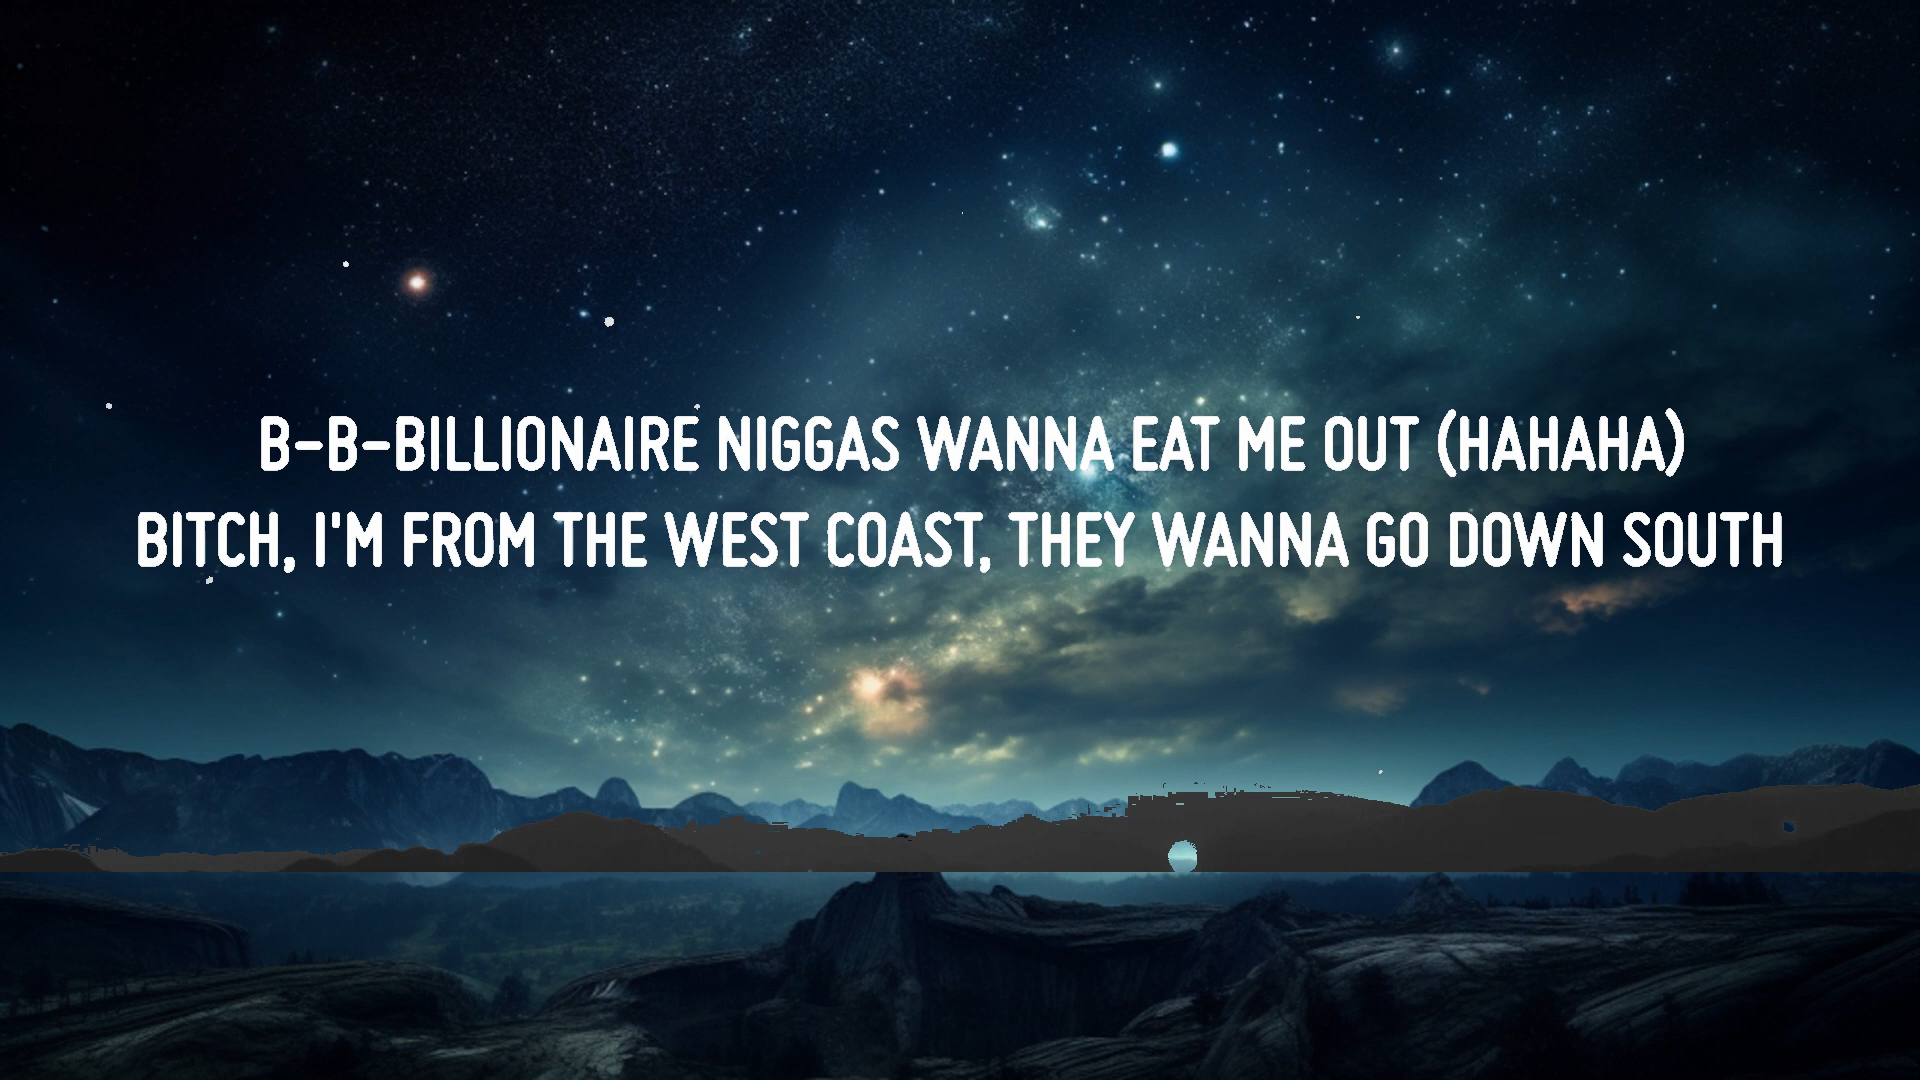 B-B-BILLIONAIRE NIGGAS WANNA EAT ME OUT (HAHAHA)
BITCH, I'M FROM THE WEST COAST, THEY WANNA GO DOWN SOUTH